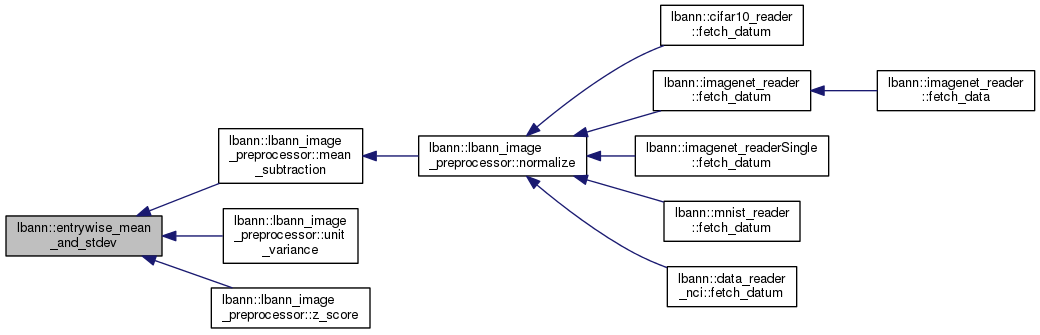 lbann::entrywise_mean
_and_stdev
lbann::lbann_image
_preprocessor::mean
_subtraction
lbann::lbann_image
_preprocessor::unit
_variance
lbann::lbann_image
_preprocessor::z_score
lbann::lbann_image
_preprocessor::normalize
lbann::cifar10_reader
::fetch_datum
lbann::imagenet_reader
::fetch_datum
lbann::imagenet_readerSingle
::fetch_datum
lbann::mnist_reader
::fetch_datum
lbann::data_reader
_nci::fetch_datum
lbann::imagenet_reader
::fetch_data